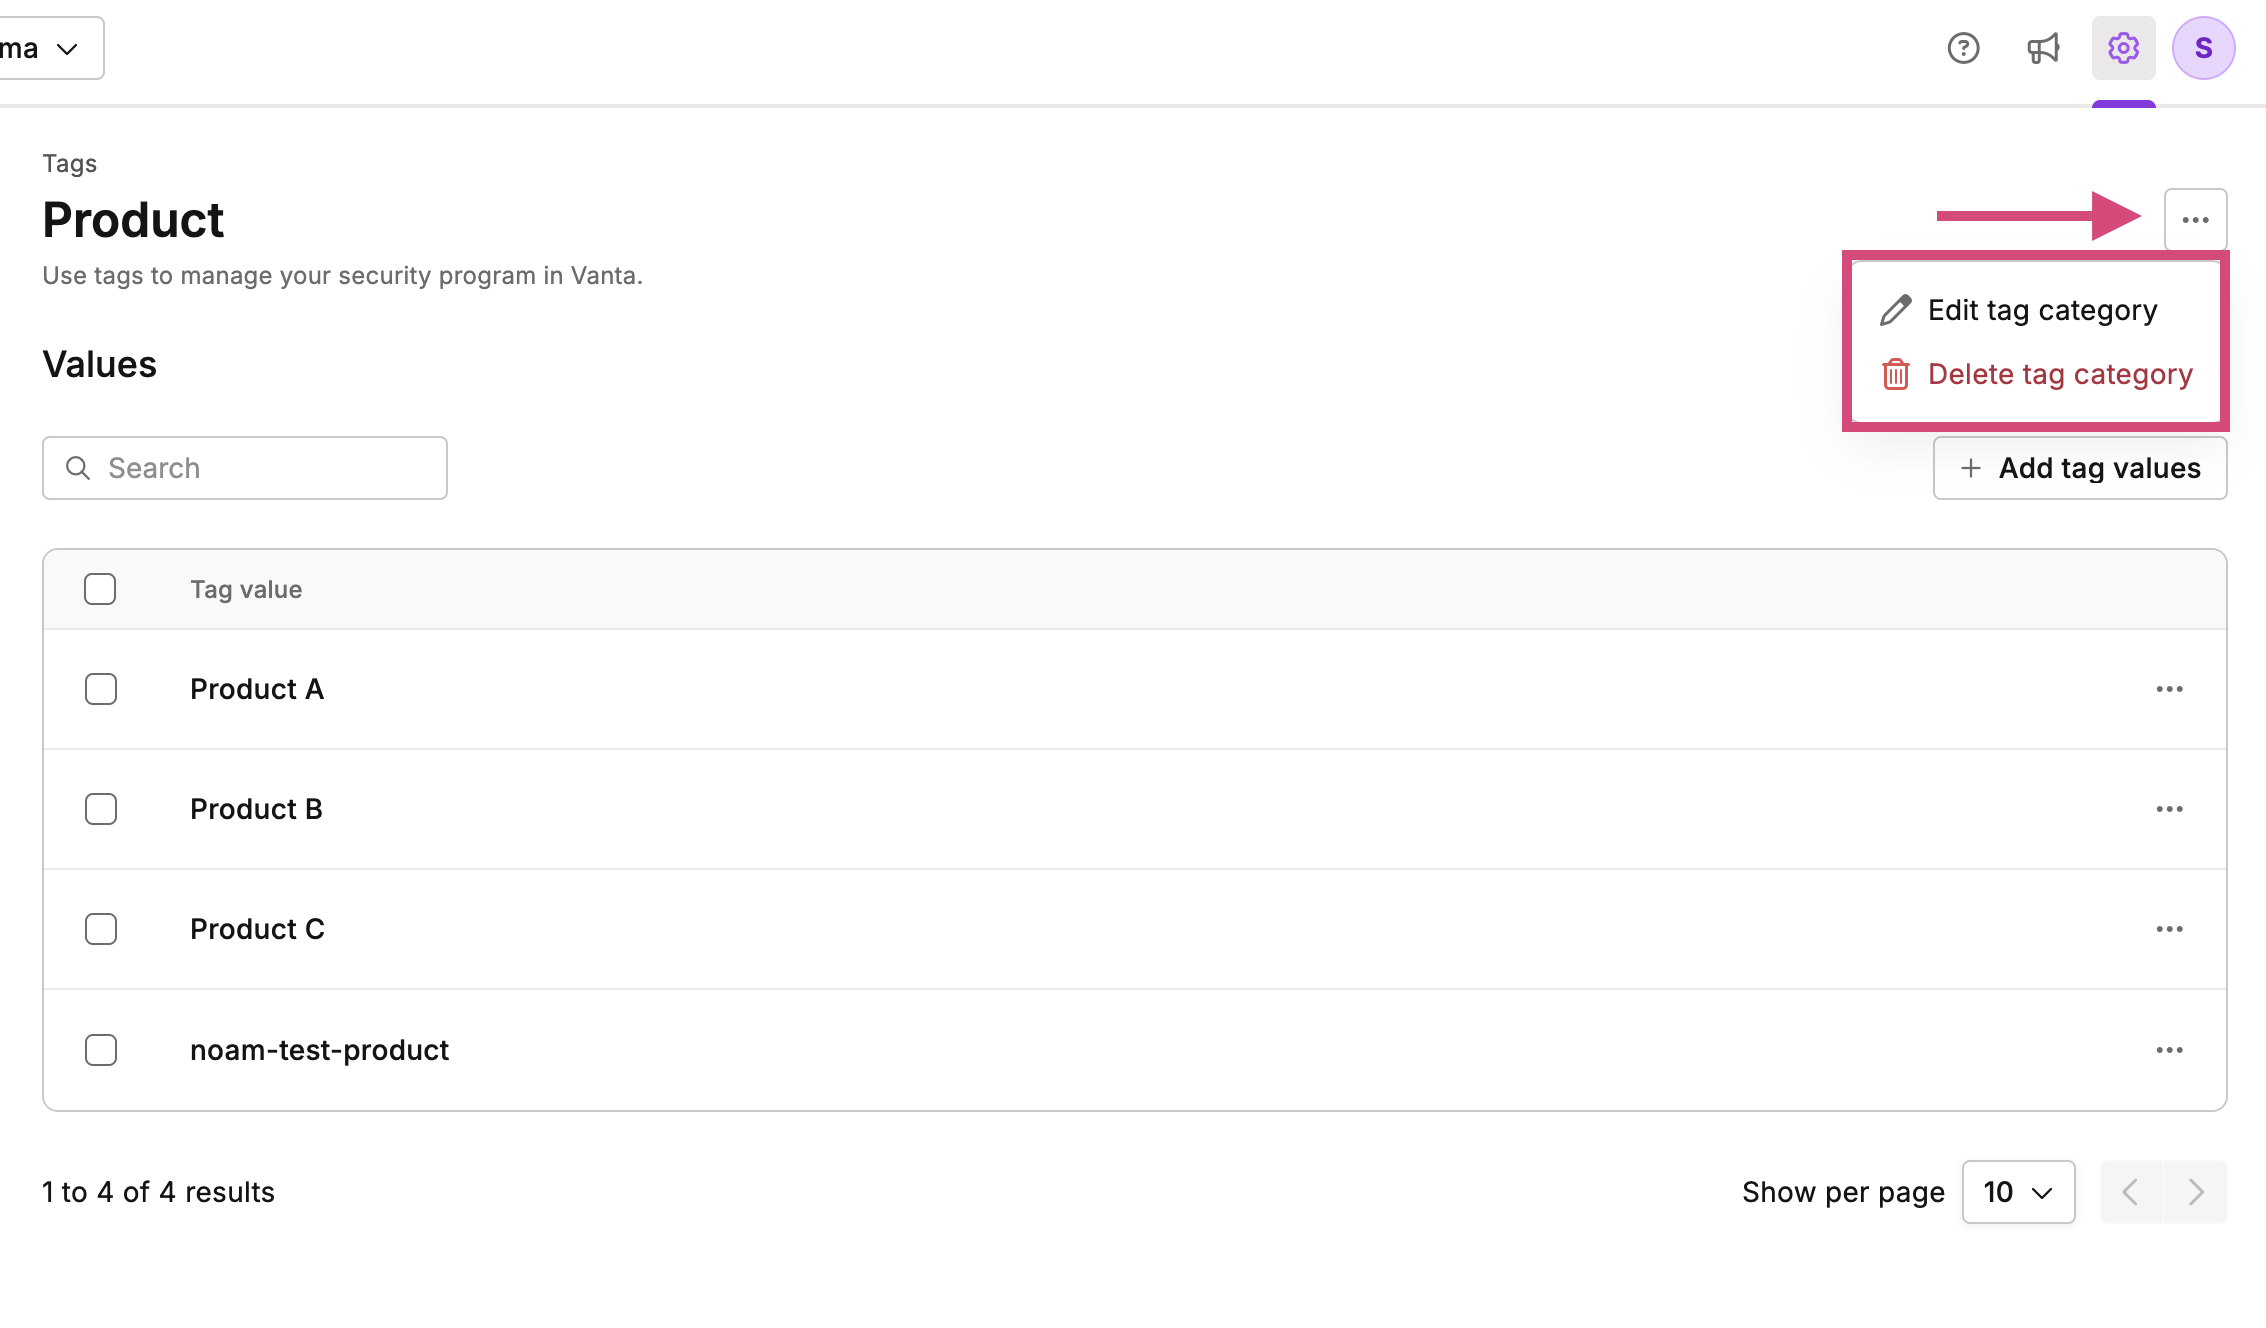 ma
S
Tags
Product
Use tags to manage your security program in Vanta.
Edit tag category
Delete tag category
Values
Search
Add tag values
Tag value
Product A
Product B
Product C
noam-test-product
1 to 4 of 4 results
Show per page
10